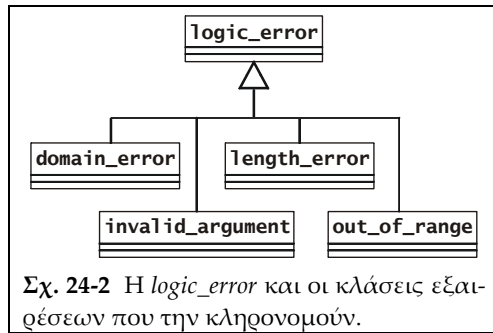 logic_error
domain_error
length_error
invalid_argument
out_of_range
Σχ. 24-2 Η logic_error και οι κλάσεις εξαι-
ρέσεων που την κληρονομούν.